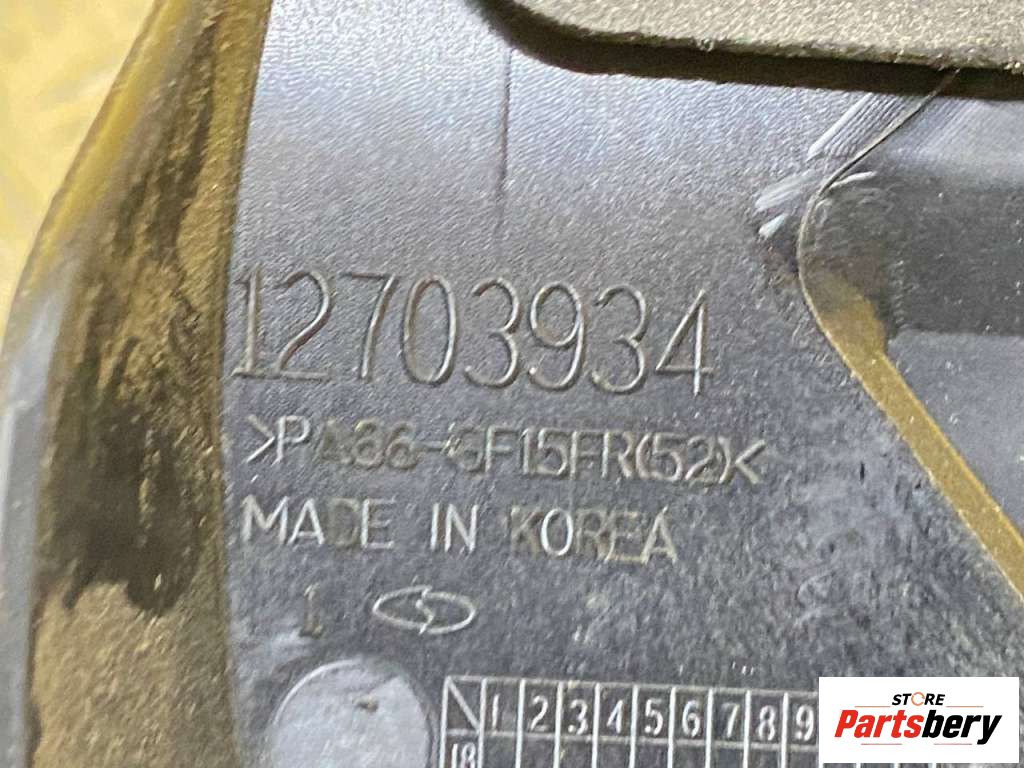 12703934
>PA66-GF15FR(52)<
MADE IN KOREA
1
1 2 3 4 5 6 7 8 9
18
STORE
Partsbery